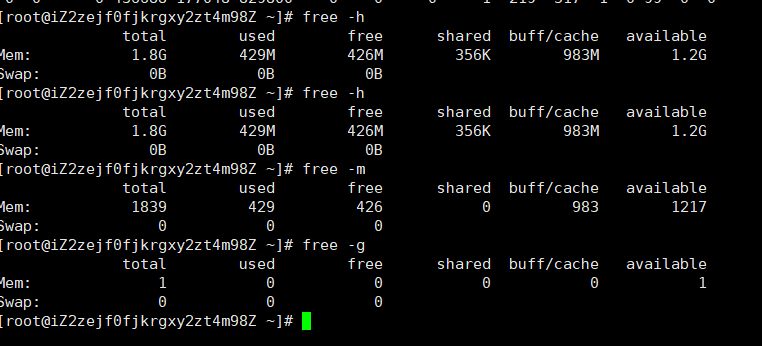 [root@iZ2zejf0fjkrgxy2zt4m98Z ~]# free -h
total used free shared buff/cache available
Mem: 1.8G 429M 426M 356K 983M 1.2G
Swap: 0B 0B 0B
[root@iZ2zejf0fjkrgxy2zt4m98Z ~]# free -h
total used free shared buff/cache available
Mem: 1.8G 429M 426M 356K 983M 1.2G
Swap: 0B 0B 0B
[root@iZ2zejf0fjkrgxy2zt4m98Z ~]# free -m
total used free shared buff/cache available
Mem: 1839 429 426 0 983 1217
Swap: 0 0 0
[root@iZ2zejf0fjkrgxy2zt4m98Z ~]# free -g
total used free shared buff/cache available
Mem: 1 0 0 0 0 1
Swap: 0 0 0
[root@iZ2zejf0fjkrgxy2zt4m98Z ~]#